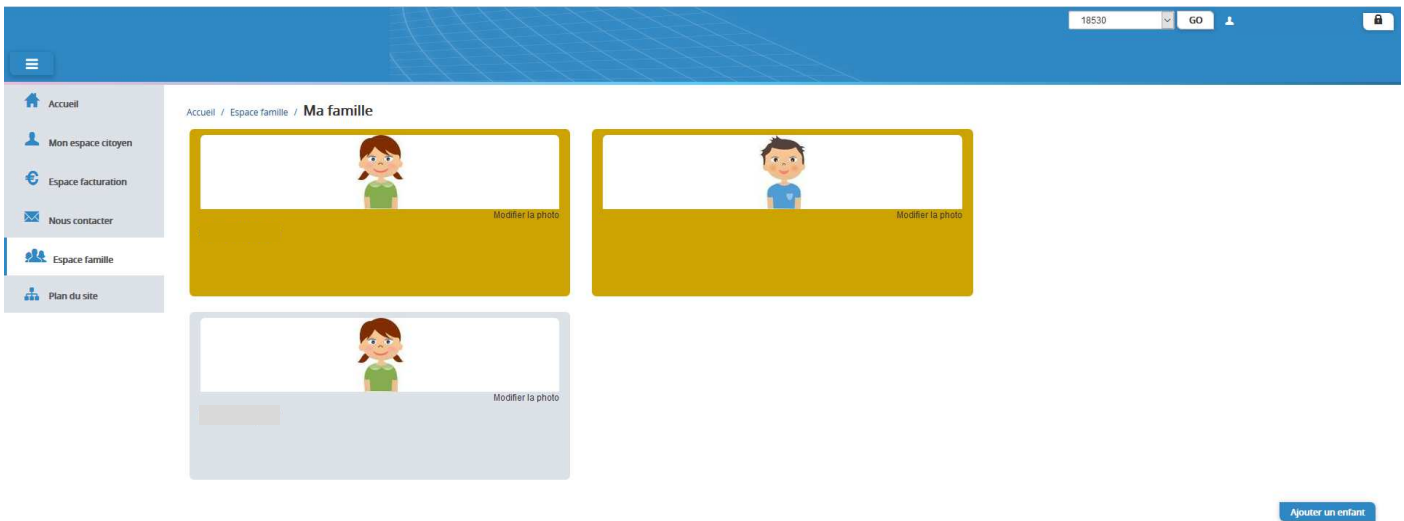 18530 GO
Accueil
Mon espace citoyen
Espace facturation
Nous contacter
Espace famille
Plan du site
Accueil / Espace famille / Ma famille
Modifier la photo
Modifier la photo
Modifier la photo
Ajouter un enfant